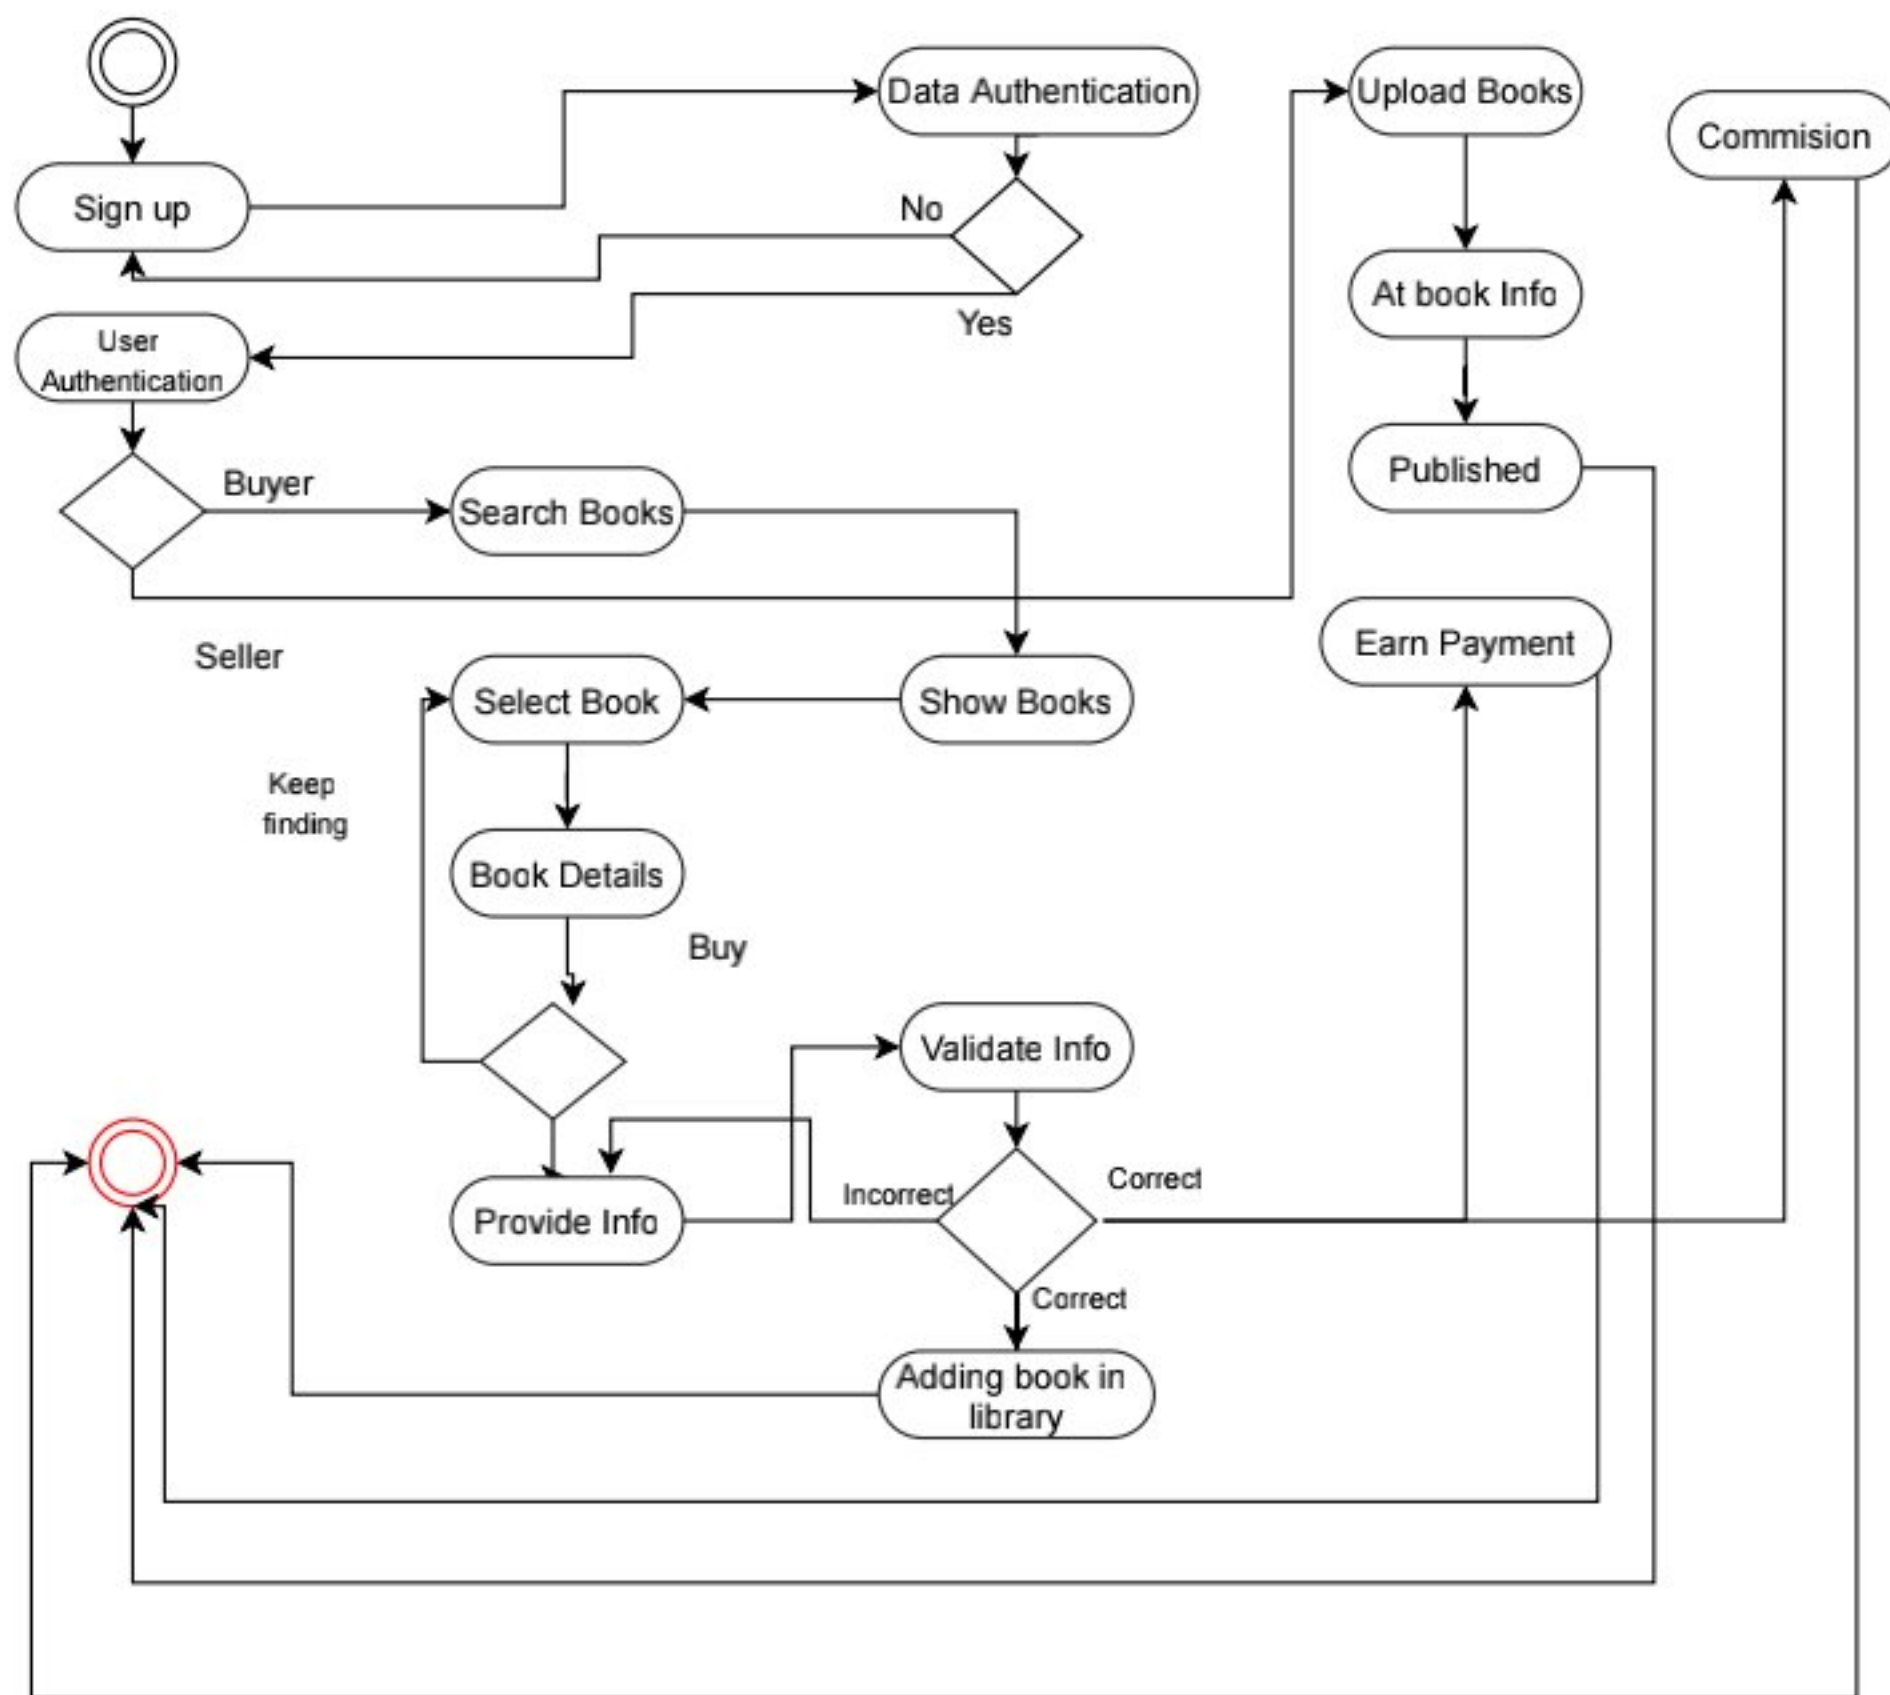 Data Authentication
Upload Books
Commision
Sign up
No
At book Info
Yes
User
Authentication
Published
Buyer
Search Books
Seller
Earn Payment
Select Book
Show Books
Keep
finding
Book Details
Buy
Validate Info
Correct
Incorrect
Provide Info
Correct
Adding book in
library